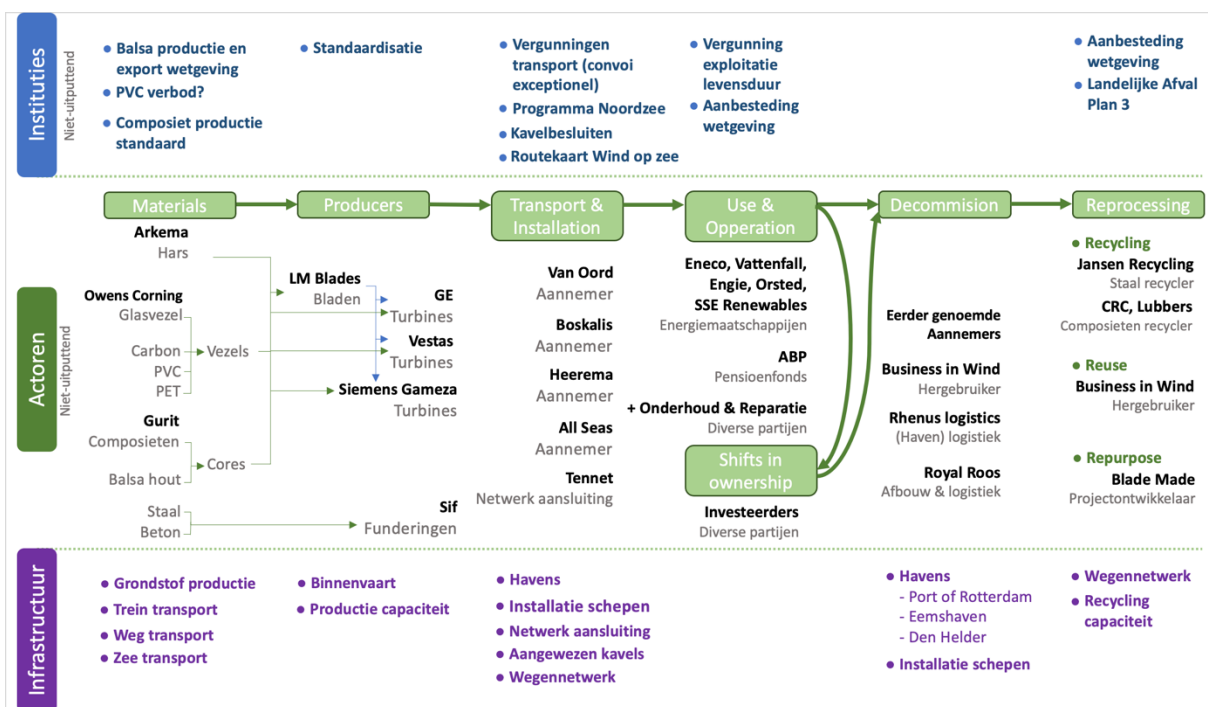 Instituties
Niet-uitputtend
• Balsa productie en
export wetgeving
• PVC verbod?
• Composiet productie
standaard
• Standaardisatie
• Vergunningen
transport (convoi
exceptionel)
• Programma Noordzee
• Kavelbesluiten
• Routekaart Wind op zee
• Vergunning
exploitatie
levensduur
• Aanbesteding
wetgeving
• Aanbesteding
wetgeving
• Landelijke Afval
Plan 3
Actoren
Niet-uitputtend
Materials
Arkema
Hars
Owens Corning
Glasvezel
Carbon
Vezels
PVC
PET
Gurit
Composieten
Cores
Balsa hout
Staal
Beton
Producers
LM Blades
Bladen
GE
Turbines
Vestas
Turbines
Siemens Gameza
Turbines
Sif
Funderingen
Transport &
Installation
Van Oord
Aannemer
Boskalis
Aannemer
Heerema
Aannemer
All Seas
Aannemer
Tennet
Netwerk aansluiting
Use &
Opperation
Eneco, Vattenfall,
Engie, Orsted,
SSE Renewables
Energiemaatschappijen
ABP
Pensioenfonds
+ Onderhoud & Reparatie
Diverse partijen
Shifts in
ownership
Investeerders
Diverse partijen
Decommision
Eerder genoemde
Aannemers
Business in Wind
Hergebruiker
Rhenus logistics
(Haven) logistiek
Royal Roos
Afbouw & logistiek
Reprocessing
• Recycling
Jansen Recycling
Staal recycler
CRC, Lubbers
Composieten recycler
• Reuse
Business in Wind
Hergebruiker
• Repurpose
Blade Made
Projectontwikkelaar
Infrastructuur
• Grondstof productie
• Trein transport
• Weg transport
• Zee transport
• Binnenvaart
• Productie capaciteit
• Havens
• Installatie schepen
• Netwerk aansluiting
• Aangewezen kavels
• Wegennetwerk
• Havens
- Port of Rotterdam
- Eemshaven
- Den Helder
• Installatie schepen
• Wegennetwerk
• Recycling
capaciteit